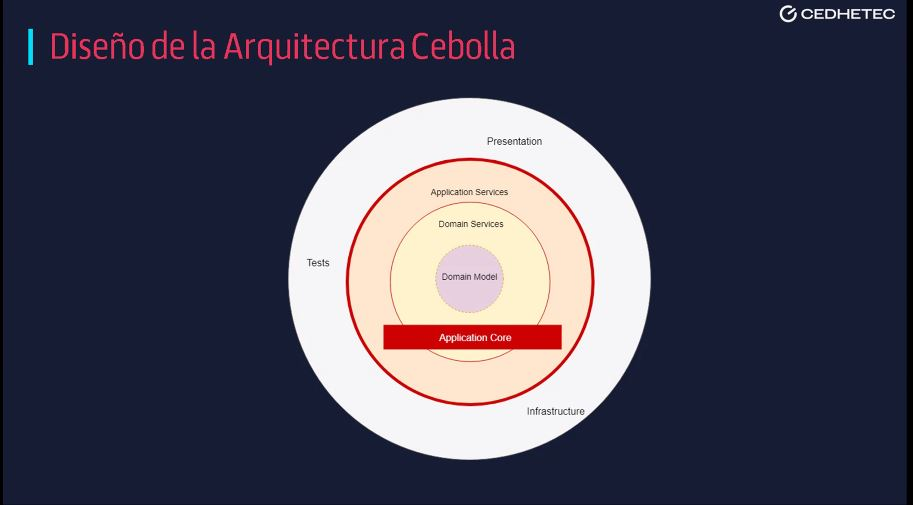 CEDHETEC
Diseño de la Arquitectura Cebolla
Presentation
Application Services
Domain Services
Tests
Domain Model
Application Core
Infrastructure